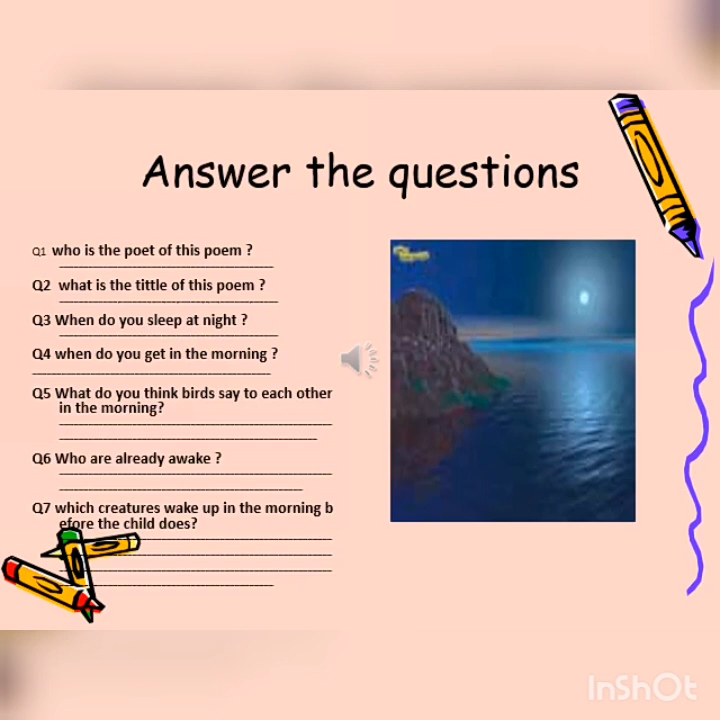 Answer the questions
Q1 who is the poet of this poem ?
Q2 what is the tittle of this poem ?
Q3 When do you sleep at night ?
Q4 when do you get in the morning ?
Q5 What do you think birds say to each other
in the morning?
Q6 Who are already awake ?
Q7 which creatures wake up in the morning b
efore the child does?
InShOt